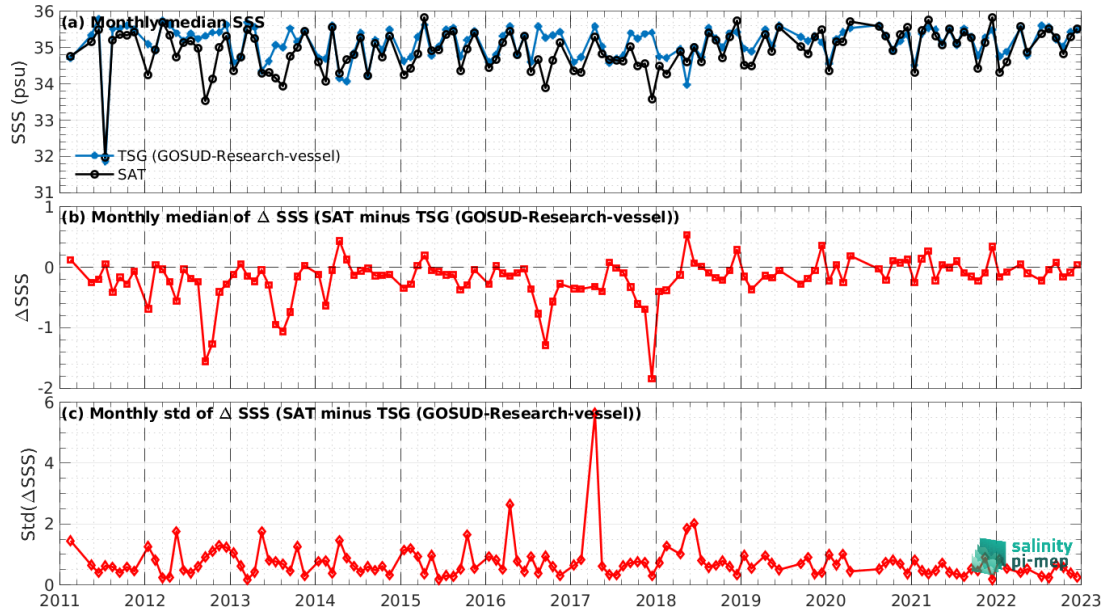 (a) Monthly median SSS
36
35
34
33
32
31
SSS (psu)
TSG (GOSUD-Research-vessel)
SAT
(b) Monthly median of Δ SSS (SAT minus TSG (GOSUD-Research-vessel))
1
0
-1
-2
ΔSSS
(c) Monthly std of Δ SSS (SAT minus TSG (GOSUD-Research-vessel))
6
4
2
0
Std(ΔSSS)
salinity
pi-mep
2011 2012 2013 2014 2015 2016 2017 2018 2019 2020 2021 2022 2023